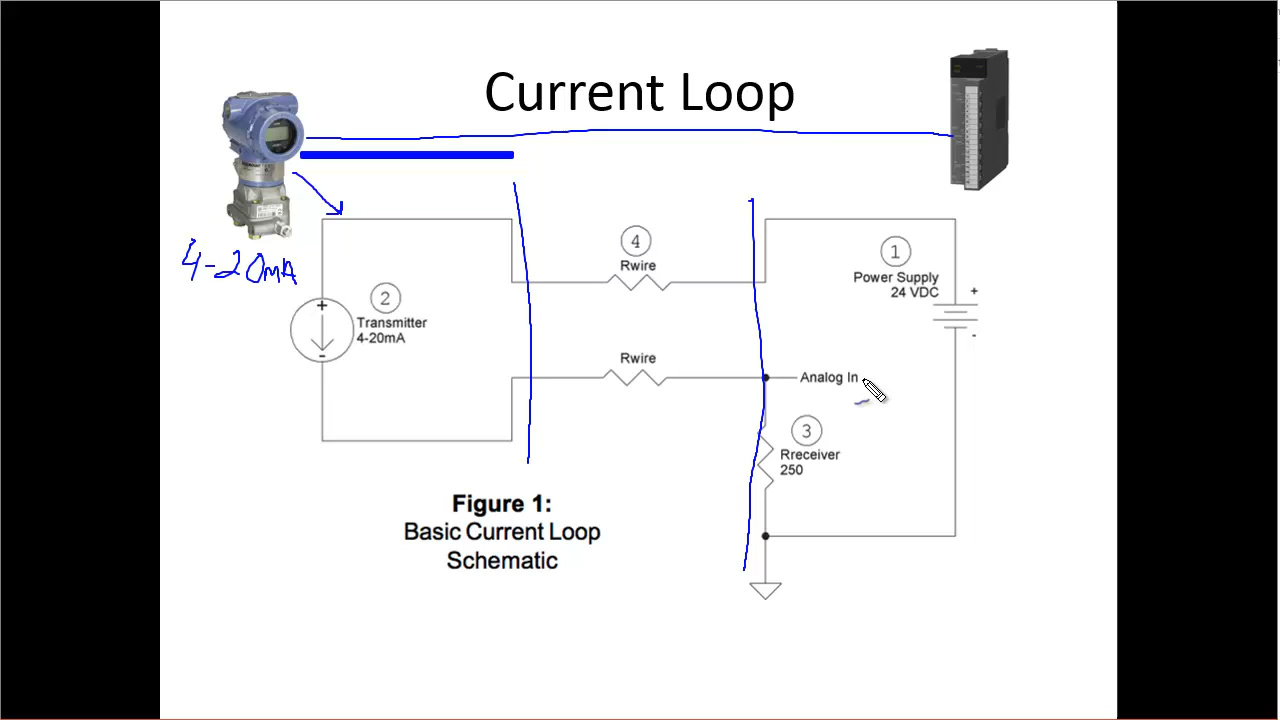 Current Loop
4-20mA
4
Rwire
1
Power Supply
24 VDC
+
-
2
Transmitter
4-20mA
+
-
Rwire
Analog In
3
Rreceiver
250
Figure 1:
Basic Current Loop
Schematic